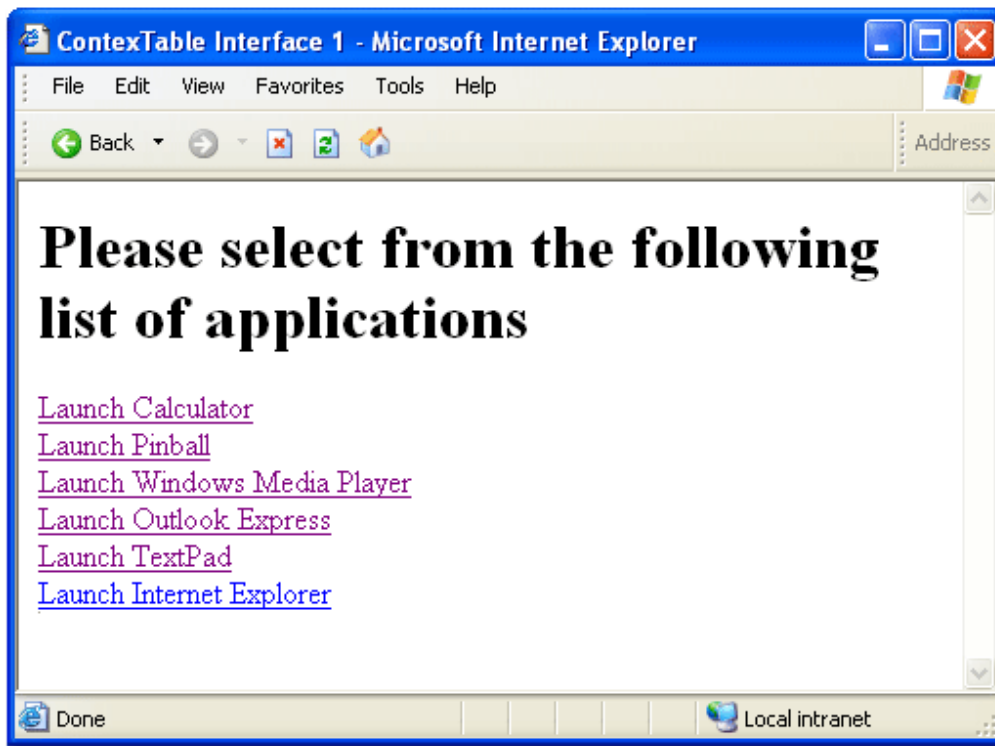 ContexTable Interface 1 - Microsoft Internet Explorer
File Edit View Favorites Tools Help
Back Address
Please select from the following
list of applications
Launch Calculator
Launch Pinball
Launch Windows Media Player
Launch Outlook Express
Launch TextPad
Launch Internet Explorer
Done Local intranet